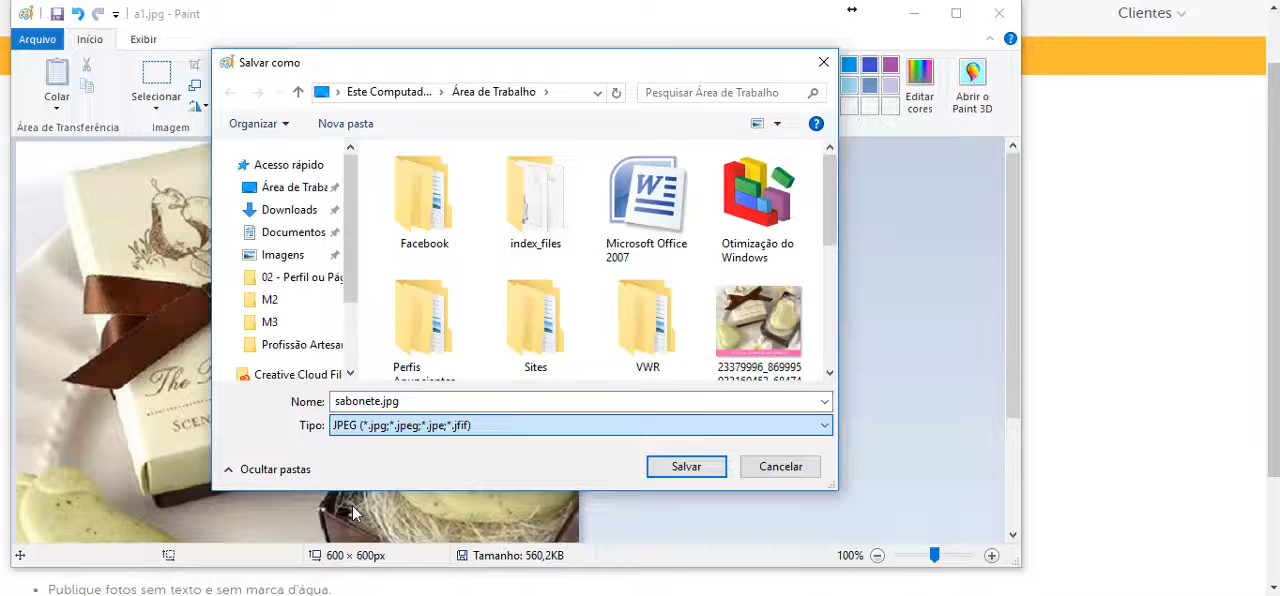 a1.jpg - Paint
Clientes
Arquivo
Início
Exibir
Colar
Selecionar
Área de Transferência
Imagem
Editar
cores
Abrir o
Paint 3D
Salvar como
Este Computad...
Área de Trabalho
Pesquisar Área de Trabalho
Organizar
Nova pasta
Acesso rápido
Área de Traba
Downloads
Documentos
Imagens
02 - Perfil ou Pág
M2
M3
Profissão Artesa
Creative Cloud Fil
Facebook
index_files
Microsoft Office
2007
Otimização do
Windows
Perfis
Anunciantes
Sites
VWR
23379996_869995
Nome:
sabonete.jpg
Tipo:
JPEG (*.jpg;*.jpeg;*.jpe;*.jfif)
Ocultar pastas
Salvar
Cancelar
The
SCEN
600 × 600px
Tamanho: 560,2KB
100%
• Publique fotos sem texto e sem marca d'água.